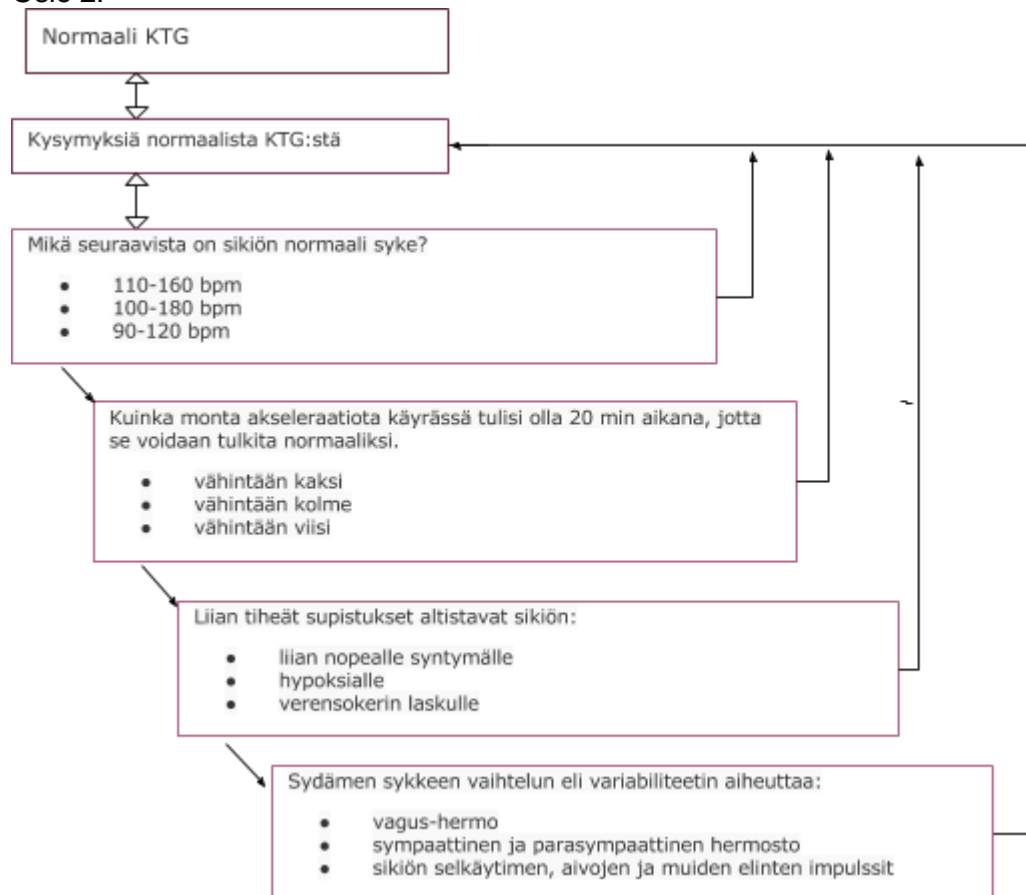 Normaali KTG
Kysymyksiä normaalista KTG:stä
Mikä seuraavista on sikiön normaali syke?
● 110-160 bpm
● 100-180 bpm
● 90-120 bpm
Kuinka monta akseleraatiota käyrässä tulisi olla 20 min aikana, jotta
se voidaan tulkita normaaliksi.
● vähintään kaksi
● vähintään kolme
● vähintään viisi
Liian tiheät supistukset altistavat sikiön:
● liian nopealle syntymälle
● hypoksialle
● verensokerin laskulle
Sydämen sykkeen vaihtelun eli variabiliteetin aiheuttaa:
● vagus-hermo
● sympaattinen ja parasympaattinen hermosto
● sikiön selkäytimen, aivojen ja muiden elinten impulssit